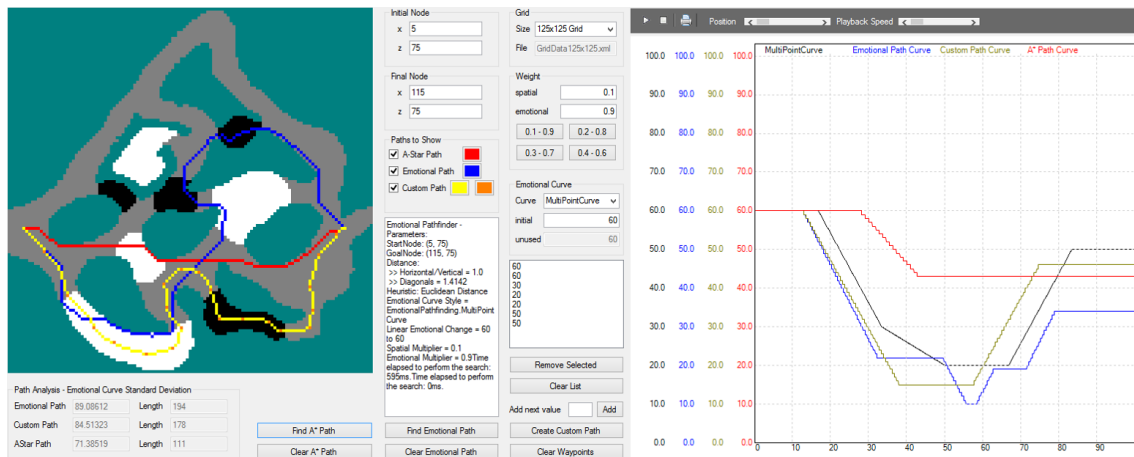 Initial Node
x 5
z 75
Final Node
x 115
z 75
Paths to Show
A-Star Path
Emotional Path
Custom Path
Emotional Pathfinder -
Parameters:
StartNode: (5, 75)
GoalNode: (115, 75)
Distance:
>> Horizontal/Vertical = 1.0
>> Diagonals = 1.4142
Heuristic: Euclidean Distance
Emotional Curve Style =
EmotionalPathfinding.MultiPoint
Curve
Linear Emotional Change = 60
to 60
Spatial Multiplier = 0.1
Emotional Multiplier = 0.9Time
elapsed to perform the search:
595ms.Time elapsed to perform
the search: 0ms.
Grid
Size 125x125 Grid
File GridData125x125.xml
Weight
spatial 0.1
emotional 0.9
0.1 - 0.9 0.2 - 0.8
0.3 - 0.7 0.4 - 0.6
Emotional Curve
Curve MultiPointCurve
initial 60
unused 60
60
60
30
20
20
50
50
Remove Selected
Clear List
Add next value Add
Path Analysis - Emotional Curve Standard Deviation
Emotional Path 89.08612 Length 194
Custom Path 84.51323 Length 178
AStar Path 71.38519 Length 111
Find A* Path Find Emotional Path Create Custom Path
Clear A* Path Clear Emotional Path Clear Waypoints
Position Playback Speed
MultiPointCurve Emotional Path Curve Custom Path Curve A* Path Curve
100.0 100.0 100.0 100.0
90.0 90.0 90.0 90.0
80.0 80.0 80.0 80.0
70.0 70.0 70.0 70.0
60.0 60.0 60.0 60.0
50.0 50.0 50.0 50.0
40.0 40.0 40.0 40.0
30.0 30.0 30.0 30.0
20.0 20.0 20.0 20.0
10.0 10.0 10.0 10.0
0.0 0.0 0.0 0.0
0 10 20 30 40 50 60 70 80 90